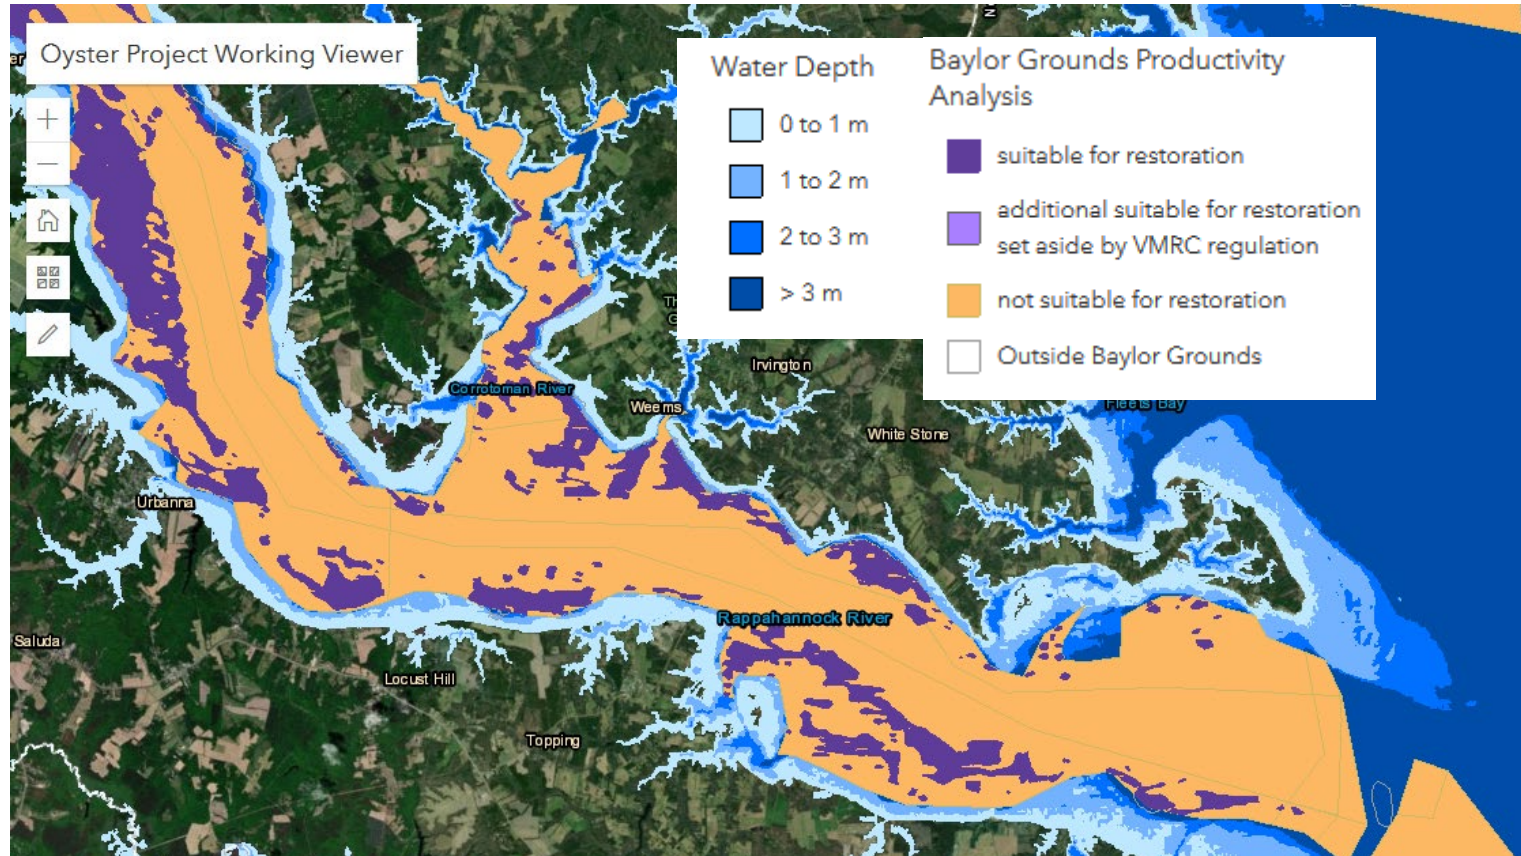 er
Oyster Project Working Viewer
Z
Water Depth
0 to 1 m
1 to 2 m
2 to 3 m
> 3 m
Baylor Grounds Productivity
Analysis
suitable for restoration
additional suitable for restoration
set aside by VMRC regulation
not suitable for restoration
Outside Baylor Grounds
Irvington
Corrotoman River
Weems
White Stone
Fleets Bay
Urbanna
Rappahannock River
Saluda
Locust Hill
Topping